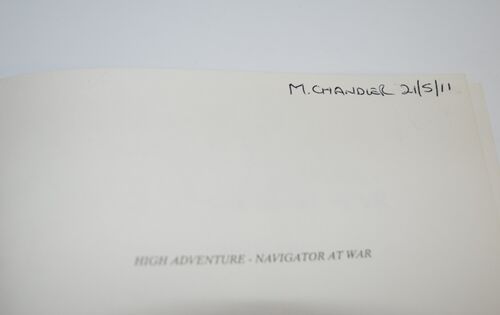 M. CHANDLER 21/5/11
HIGH ADVENTURE - NAVIGATOR AT WAR